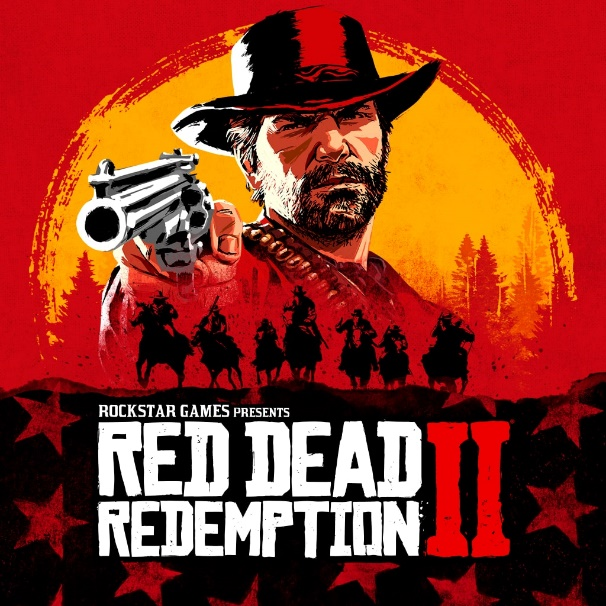 ROCKSTAR GAMES PRESENTS
RED DEAD
REDEMPTION II